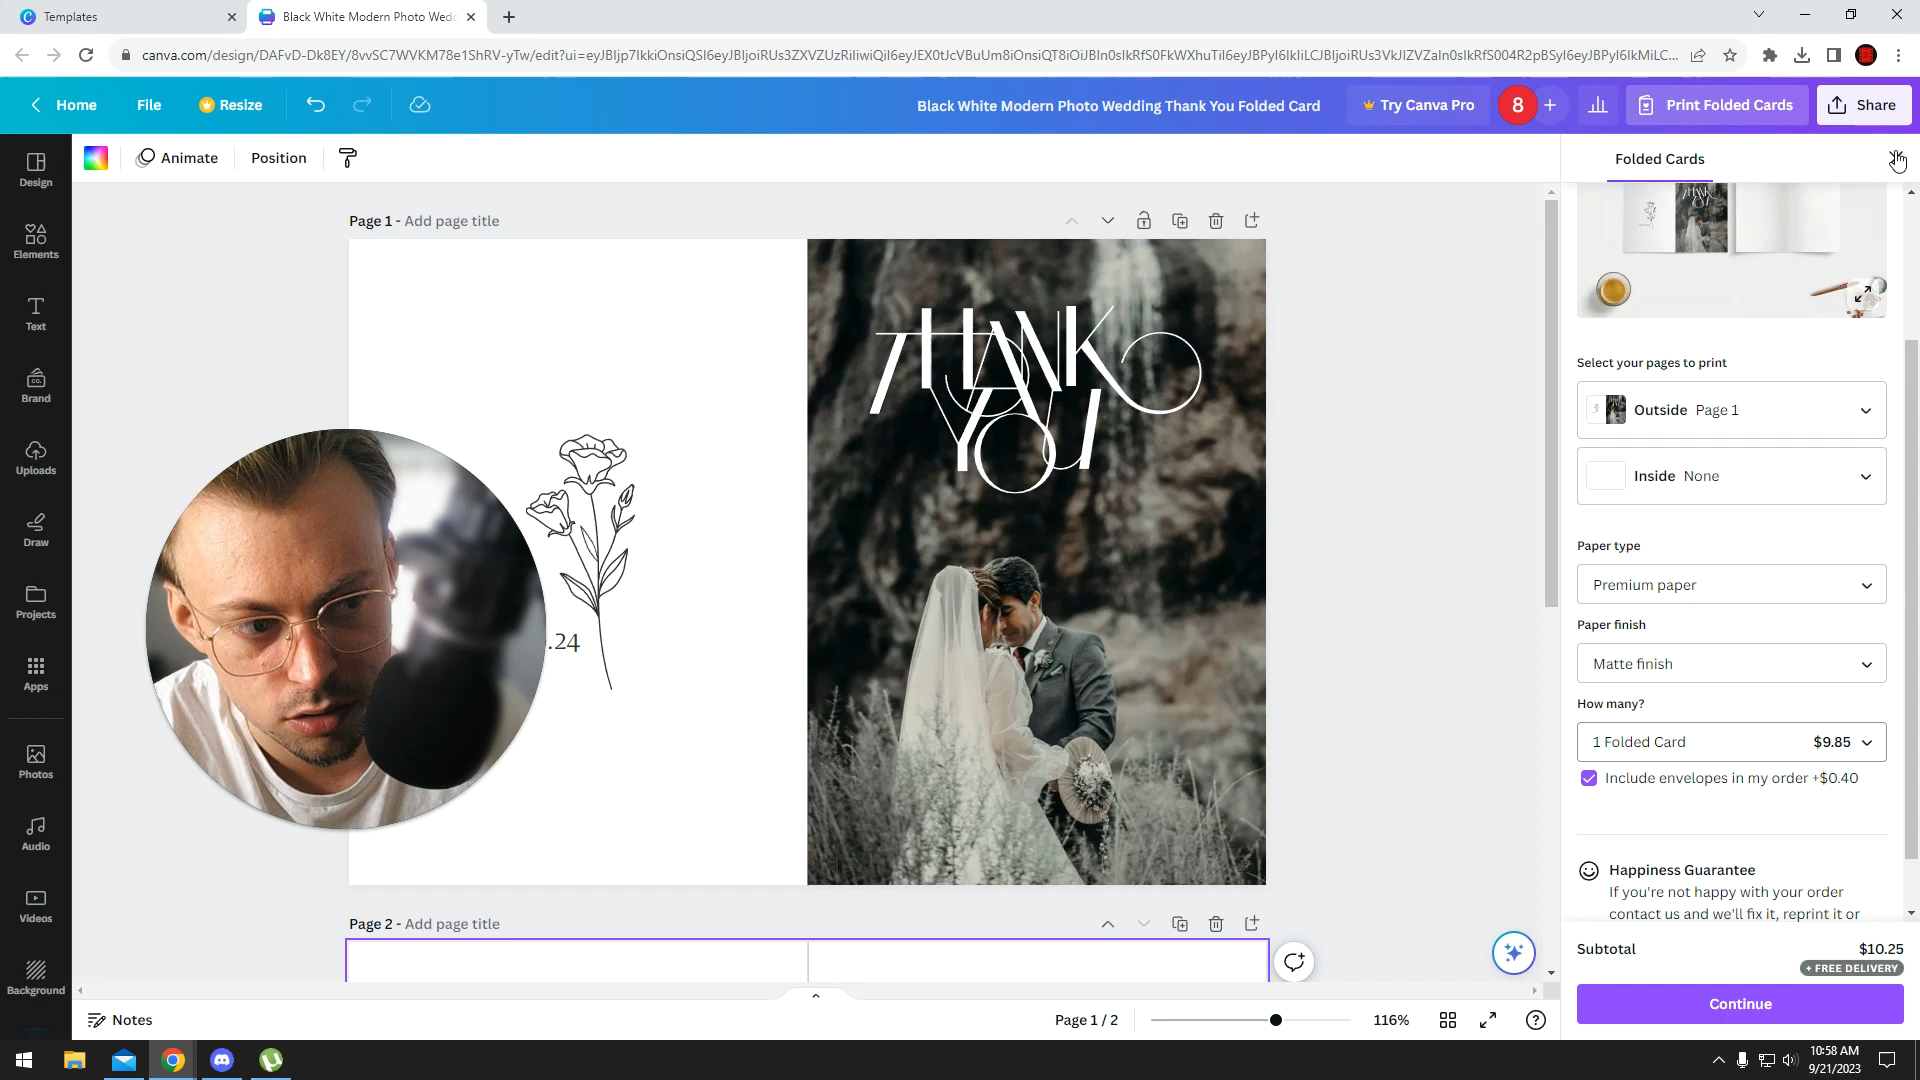 Templates
Black White Modern Photo Wedd
canva.com/design/DAFvD-Dk8EY/8vvSC7WVKM78e1ShRV-yTw/edit?ui=
Home
File
Resize
Black White Modern Photo Wedding Thank You Folded Card
Try Canva Pro
8
Print Folded Cards
Share
Design
Elements
Text
Brand
Uploads
Draw
Projects
Apps
Photos
Audio
Videos
Background
Animate
Position
Page 1 - Add page title
THANK
YOU
.24
Page 2 - Add page title
Notes
Page 1 / 2
116%
Folded Cards
Select your pages to print
Outside Page 1
Inside None
Paper type
Premium paper
Paper finish
Matte finish
How many?
1 Folded Card $9.85
Include envelopes in my order +$0.40
Happiness Guarantee
If you're not happy with your order
contact us and we'll fix it, reprint it or
Subtotal $10.25
+ FREE DELIVERY
Continue
10:58 AM
9/21/2023